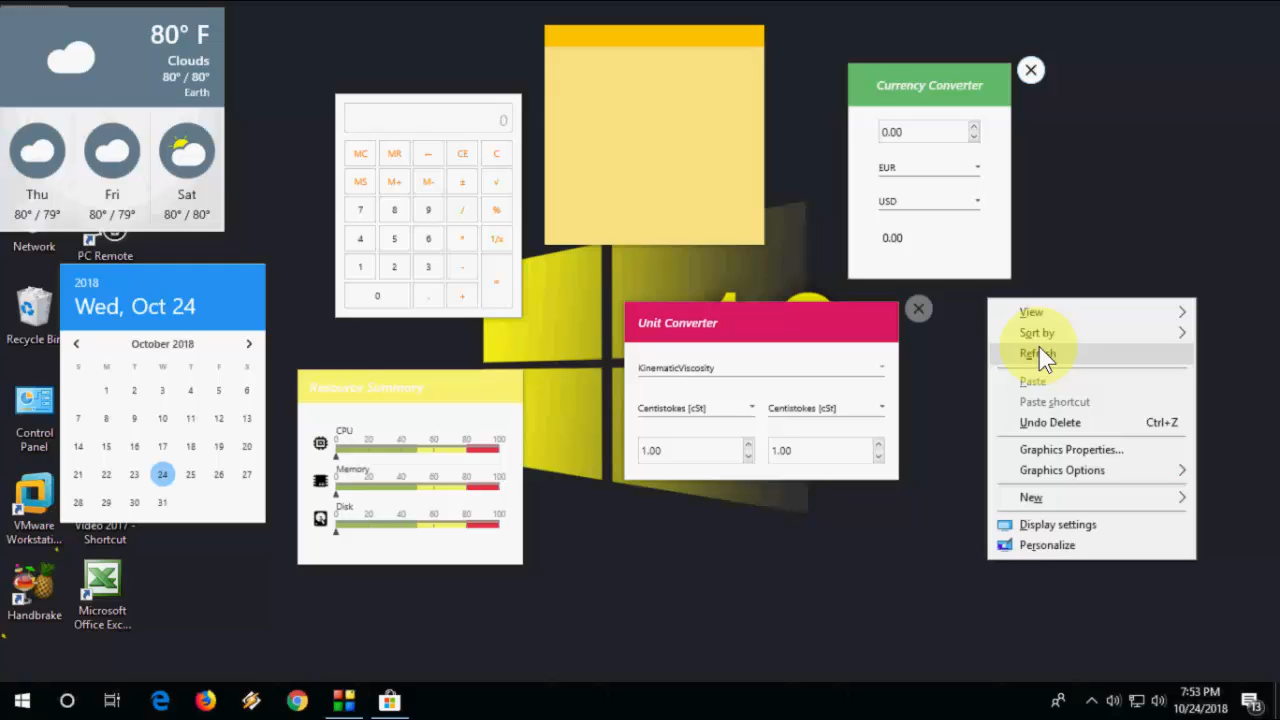 80° F
Clouds
80° / 80°
Earth
Thu
Fri
Sat
80° / 79°
80° / 79°
80° / 80°
Network
PC Remote
2018
Wed, Oct 24
October 2018
S M T W T F S
1 2 3 4 5 6
7 8 9 10 11 12 13
14 15 16 17 18 19 20
21 22 23 24 25 26 27
28 29 30 31
Recycle Bin
Control
Panel
VMware
Workstati...
Video 2017 -
Shortcut
Handbrake
Microsoft
Office Exc...
0
MC MR ← CE C
MS M+ M- ± √
7 8 9 / %
4 5 6 * 1/x
1 2 3 - =
0 . +
Resource Summary
CPU
0 20 40 60 80 100
Memory
0 20 40 60 80 100
Disk
0 20 40 60 80 100
Currency Converter
0.00
EUR
USD
0.00
Unit Converter
KinematicViscosity
Centistokes [cSt] Centistokes [cSt]
1.00 1.00
View
Sort by
Refresh
Paste
Paste shortcut
Undo Delete Ctrl+Z
Graphics Properties...
Graphics Options
New
Display settings
Personalize
7:53 PM
10/24/2018
13